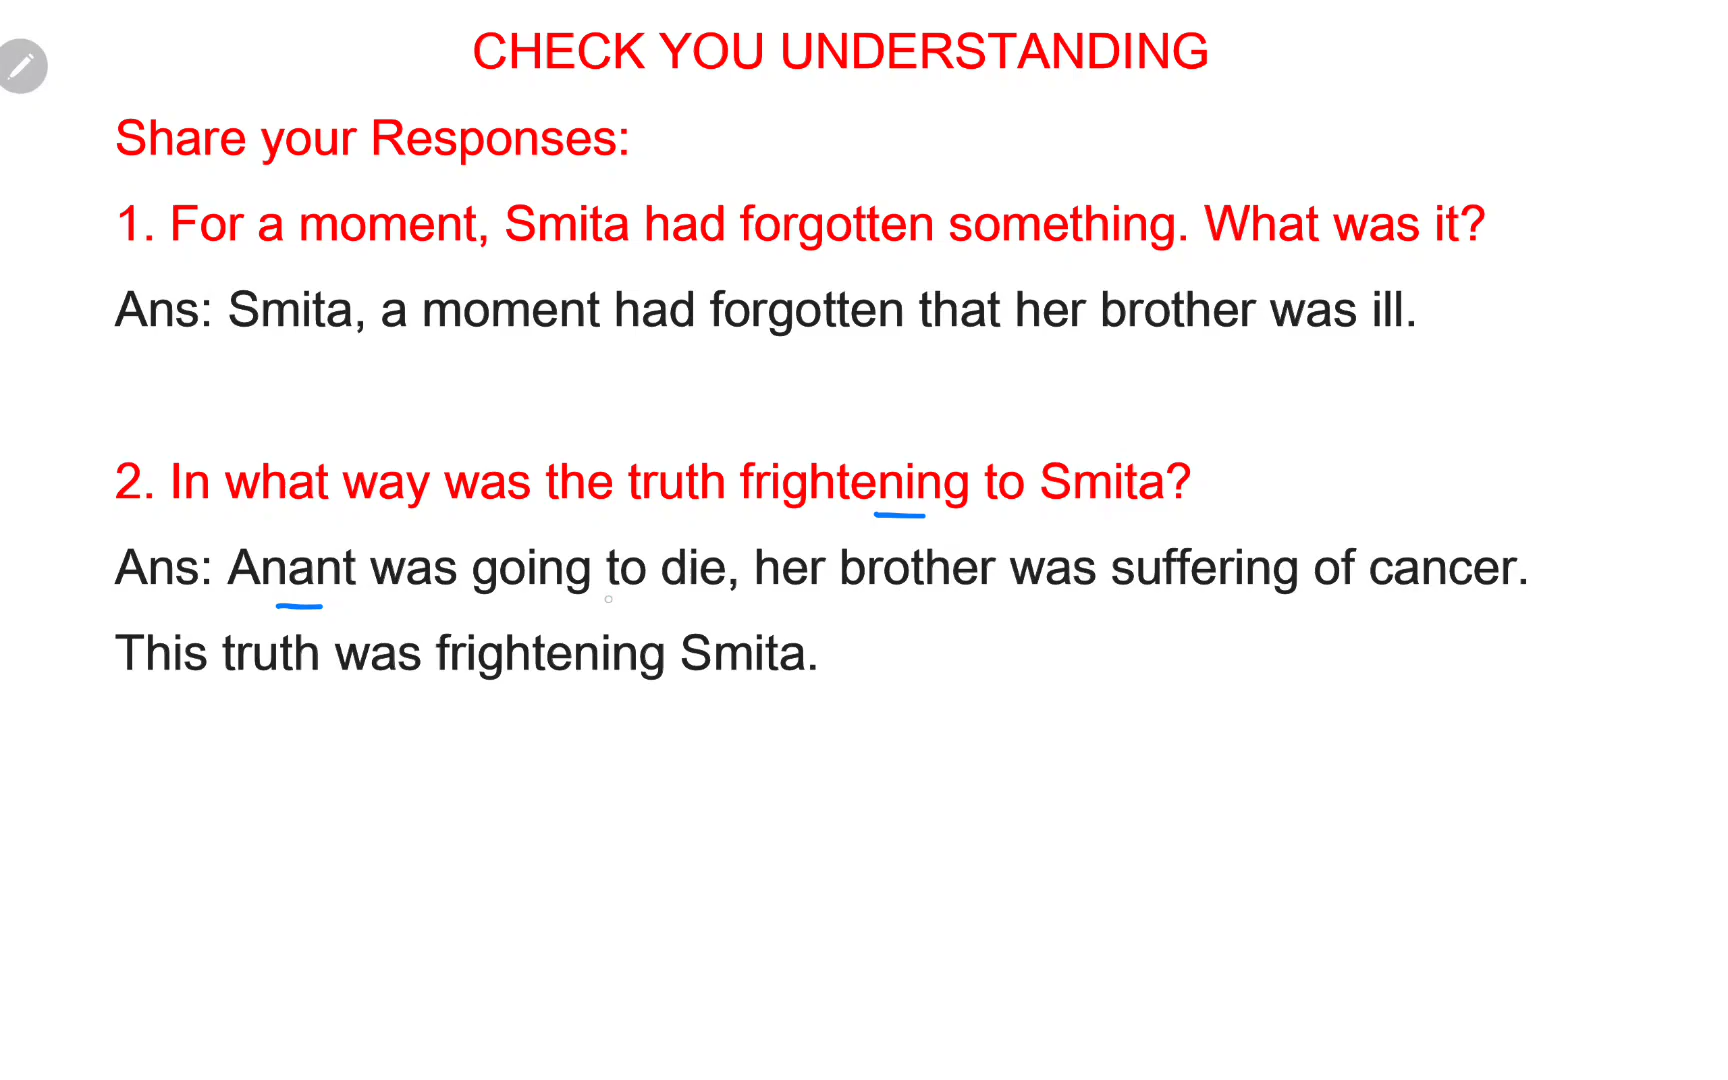 CHECK YOU UNDERSTANDING
Share your Responses:
1. For a moment, Smita had forgotten something. What was it?
Ans: Smita, a moment had forgotten that her brother was ill.
2. In what way was the truth frightening to Smita?
Ans: Anant was going to die, her brother was suffering of cancer.
This truth was frightening Smita.